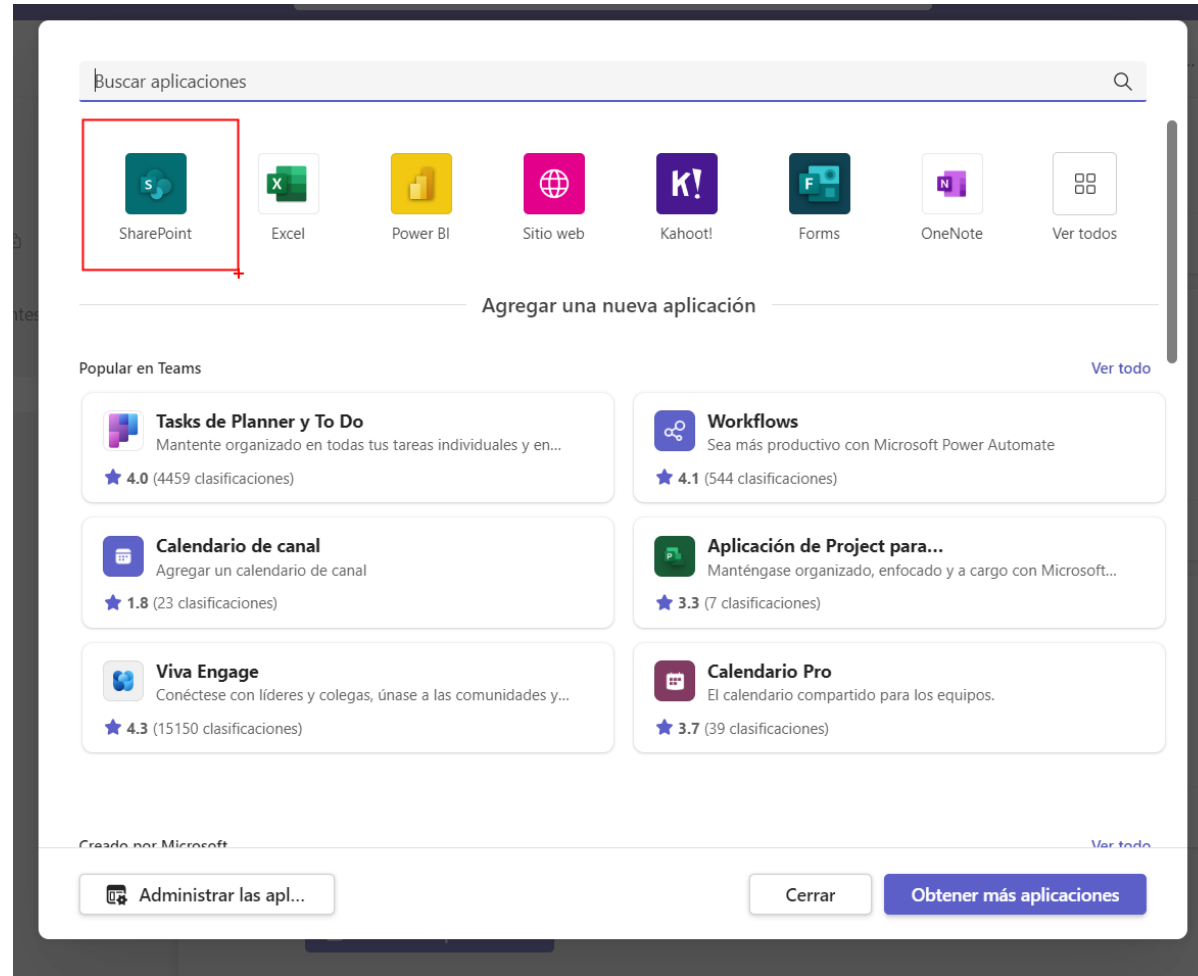 Buscar aplicaciones
SharePoint
Excel
Power BI
Sitio web
Kahoot!
Forms
OneNote
Ver todos
Agregar una nueva aplicación
Popular en Teams
Ver todo
Tasks de Planner y To Do
Mantente organizado en todas tus tareas individuales y en...
4.0 (4459 clasificaciones)
Workflows
Sea más productivo con Microsoft Power Automate
4.1 (544 clasificaciones)
Calendario de canal
Agregar un calendario de canal
1.8 (23 clasificaciones)
Aplicación de Project para...
Manténgase organizado, enfocado y a cargo con Microsoft...
3.3 (7 clasificaciones)
Viva Engage
Conéctese con líderes y colegas, únase a las comunidades y...
4.3 (15150 clasificaciones)
Calendario Pro
El calendario compartido para los equipos.
3.7 (39 clasificaciones)
Creado por Microsoft
Ver todo
Administrar las apl...
Cerrar
Obtener más aplicaciones